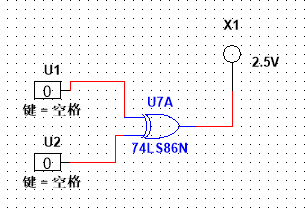 X1
2.5V
U1
0
键 = 空格
U7A
74LS86N
U2
0
键 = 空格